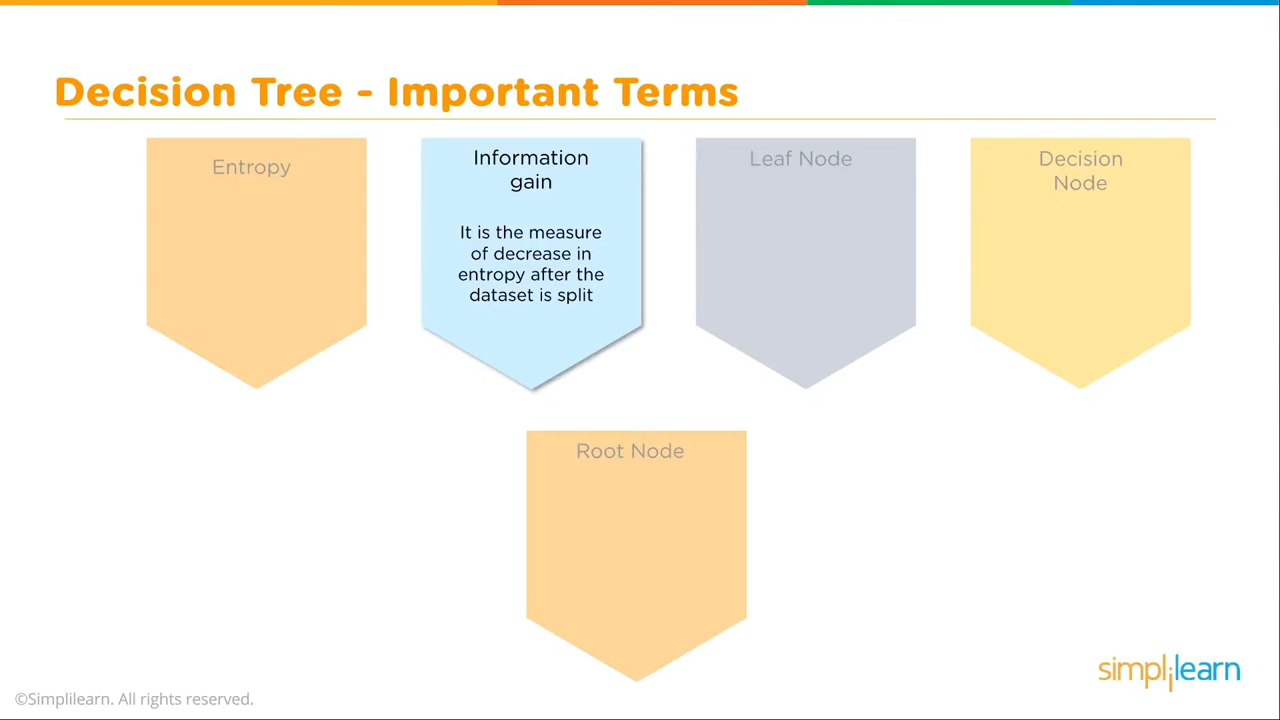 Decision Tree - Important Terms
Entropy
Information
gain
It is the measure
of decrease in
entropy after the
dataset is split
Leaf Node
Decision
Node
Root Node
simplilearn
©Simplilearn. All rights reserved.